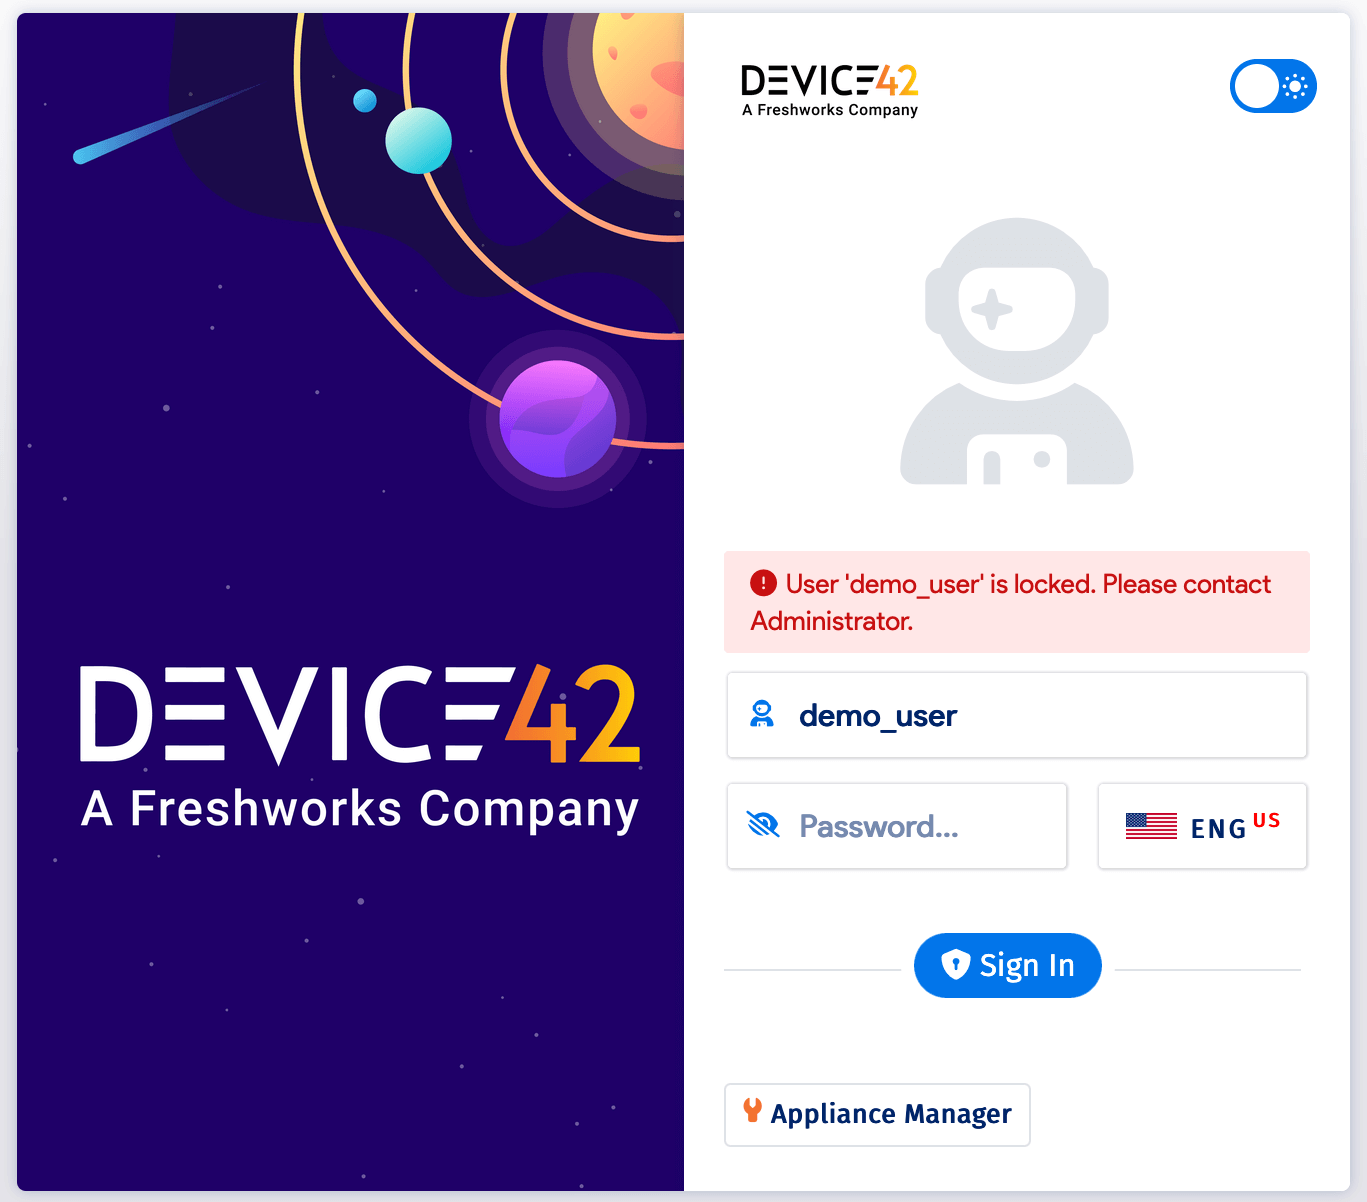 DEVICE42
A Freshworks Company
DEVICE42
A Freshworks Company
User 'demo_user' is locked. Please contact
Administrator.
demo_user
Password...
ENG US
Sign In
Appliance Manager